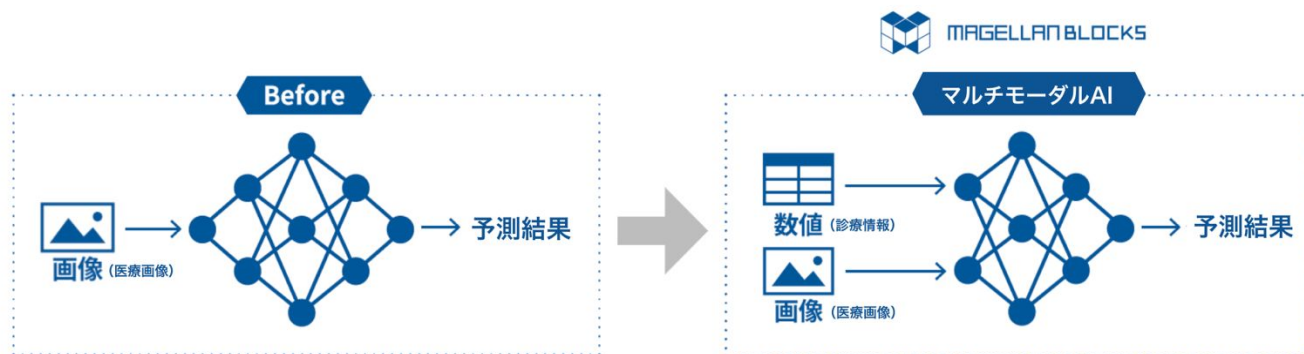 MAGELLAN BLOCKS
Before
画像(医療画像)
予測結果
マルチモーダルAI
数値(診療情報)
画像(医療画像)
予測結果